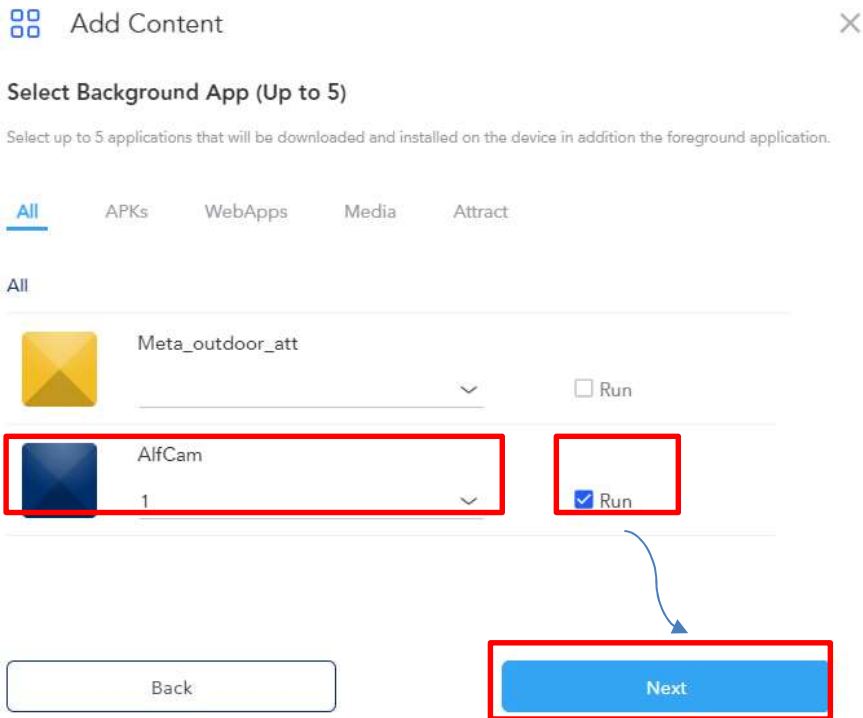 Add Content
Select Background App (Up to 5)
Select up to 5 applications that will be downloaded and installed on the device in addition the foreground application.
All APKs WebApps Media Attract
All
Meta_outdoor_att
Run
AlfCam
1 Run
Back Next